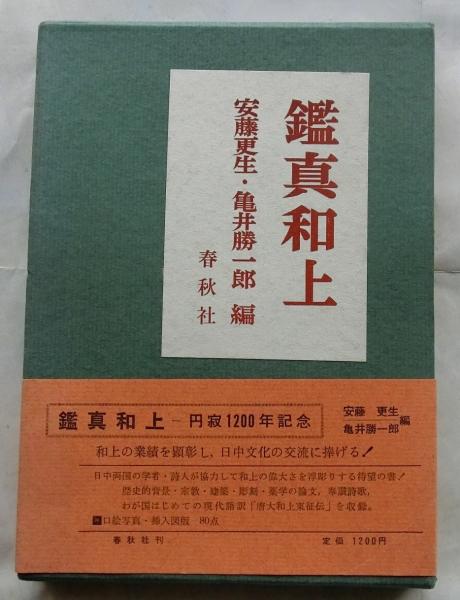 鑑真和上
安藤更生・亀井勝一郎 編
春秋社
鑑真和上－円寂1200年記念
安藤 更生
亀井勝一郎
編
和上の業績を顕彰し，日中文化の交流に捧げる！
日中両国の学者・詩人が協力して和上の偉大さを浮彫りする待望の書！
歴史的背景・宗教・建築・彫刻・薬学の論文，奉讃詩歌，
わが国はじめての現代語訳「唐大和上東征伝」を収録。
口絵写真・挿入図版 80点
春秋社刊
定価 1200円